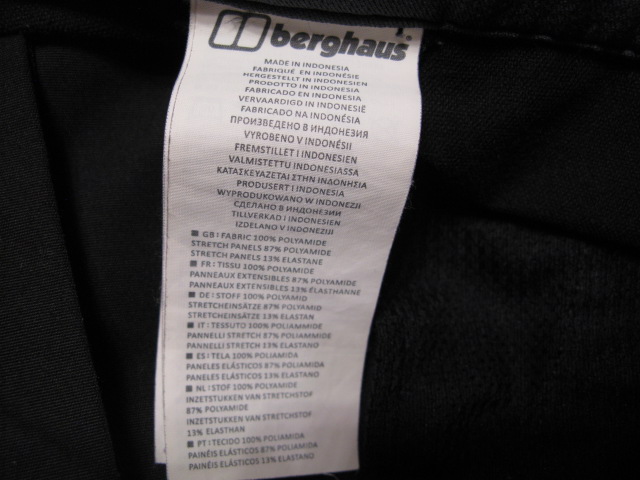 berghaus
MADE IN INDONESIA
FABRIQUÉ EN INDONÉSIE
HERGESTELLT IN INDONESIEN
PRODOTTO IN INDONESIA
FABRICADO EN INDONESIA
VERVAARDIGD IN INDONESIË
FABRICADO NA INDONÉSIA
ПРОИЗВЕДЕНО В ИНДОНЕЗИЯ
VYROBENO V INDONÉSII
FREMSTILLET I INDONESIEN
VALMISTETTU INDONESIASSA
ΚΑΤΑΣΚΕΥΑΖΕΤΑΙ ΣΤΗΝ ΙΝΔΟΝΗΣΙΑ
PRODUSERT I INDONESIA
WYPRODUKOWANO W INDONEZJI
СДЕЛАНО В ИНДОНЕЗИИ
TILLVERKAD I INDONESIEN
IZDELANO V INDONEZIJI
GB: FABRIC 100% POLYAMIDE
STRETCH PANELS 87% POLYAMIDE
STRETCH PANELS 13% ELASTANE
FR: TISSU 100% POLYAMIDE
PANNEAUX EXTENSIBLES 87% POLYAMIDE
PANNEAUX EXTENSIBLES 13% ELASTHANNE
DE: STOFF 100% POLYAMID
STRETCHEINSÄTZE 87% POLYAMID
STRETCHEINSÄTZE 13% ELASTAN
IT: TESSUTO 100% POLIAMMIDE
PANNELLI STRETCH 87% POLIAMMIDE
PANNELLI STRETCH 13% ELASTANO
ES: TELA 100% POLIAMIDA
PANELES ELÁSTICOS 87% POLIAMIDA
PANELES ELÁSTICOS 13% ELASTANO
NL: STOF 100% POLYAMIDE
INZETSTUKKEN VAN STRETCHSTOF
87% POLYAMIDE
INZETSTUKKEN VAN STRETCHSTOF
13% ELASTHAN
PT: TECIDO 100% POLIAMIDA
PAINÉIS ELÁSTICOS 87% POLIAMIDA
PAINÉIS ELÁSTICOS 13% ELASTANO